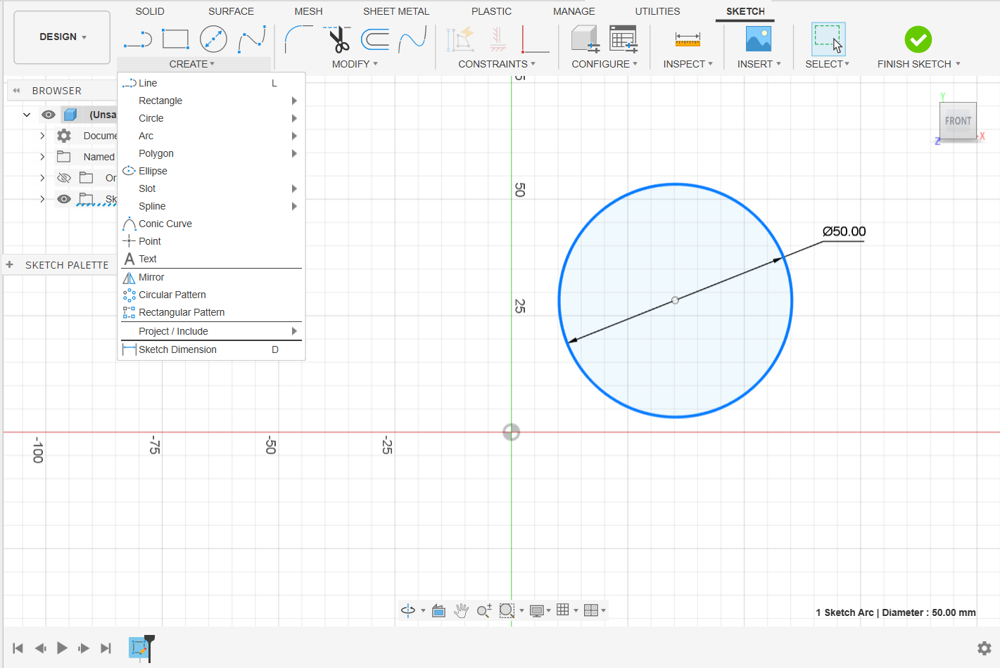 SOLID SURFACE MESH SHEET METAL PLASTIC MANAGE UTILITIES SKETCH
DESIGN
CREATE MODIFY CONSTRAINTS CONFIGURE INSPECT INSERT SELECT FINISH SKETCH
BROWSER
(Unsa
Docume
Named
Or
Sk
SKETCH PALETTE
Line L
Rectangle
Circle
Arc
Polygon
Ellipse
Slot
Spline
Conic Curve
Point
Text
Mirror
Circular Pattern
Rectangular Pattern
Project / Include
Sketch Dimension D
Y
FRONT
X
Z
50
25
Ø50.00
-100
-75
-50
-25
1 Sketch Arc | Diameter : 50.00 mm